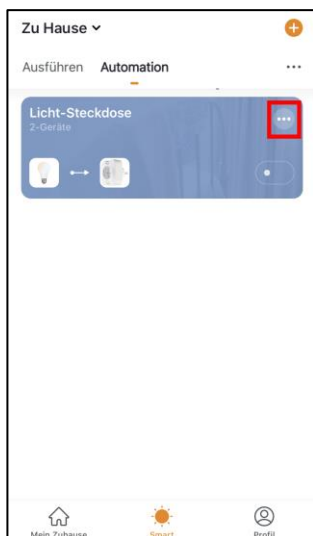 Zu Hause
Ausführen Automation
Licht-Steckdose
2-Geräte
Mein Zuhause Smart Profil